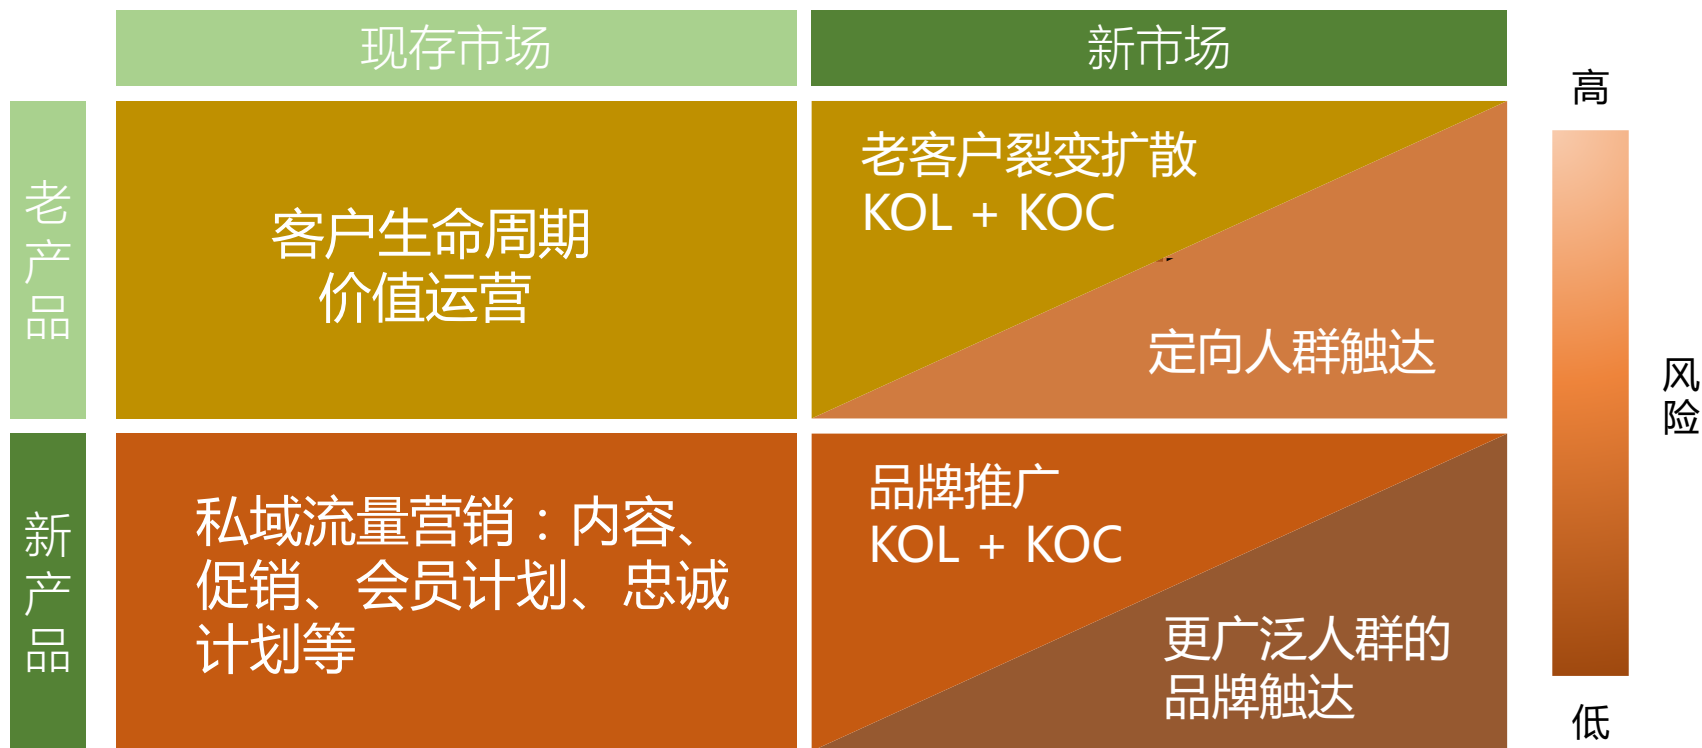 现存市场
新市场
高
老产品
客户生命周期
价值运营
老客户裂变扩散
KOL + KOC
定向人群触达
风险
新产品
私域流量营销：内容、
促销、会员计划、忠诚
计划等
品牌推广
KOL + KOC
更广泛人群的
品牌触达
低